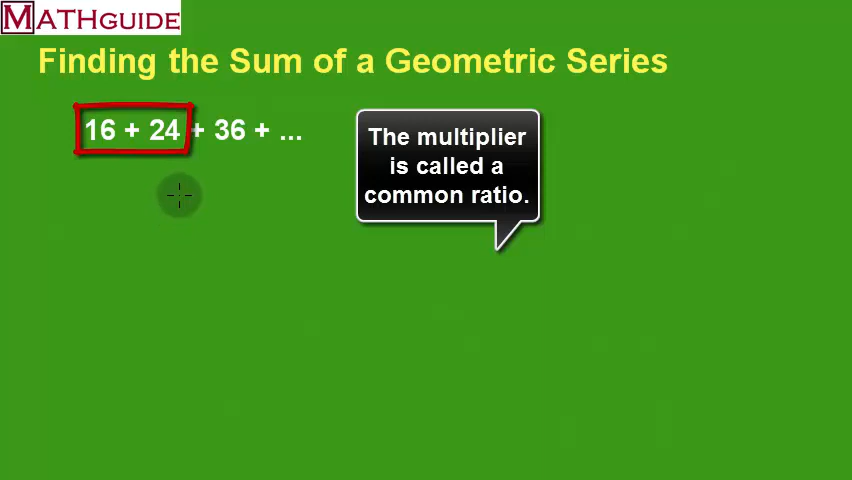 MATHGUIDE
Finding the Sum of a Geometric Series
16 + 24 + 36 + ...
The multiplier
is called a
common ratio.